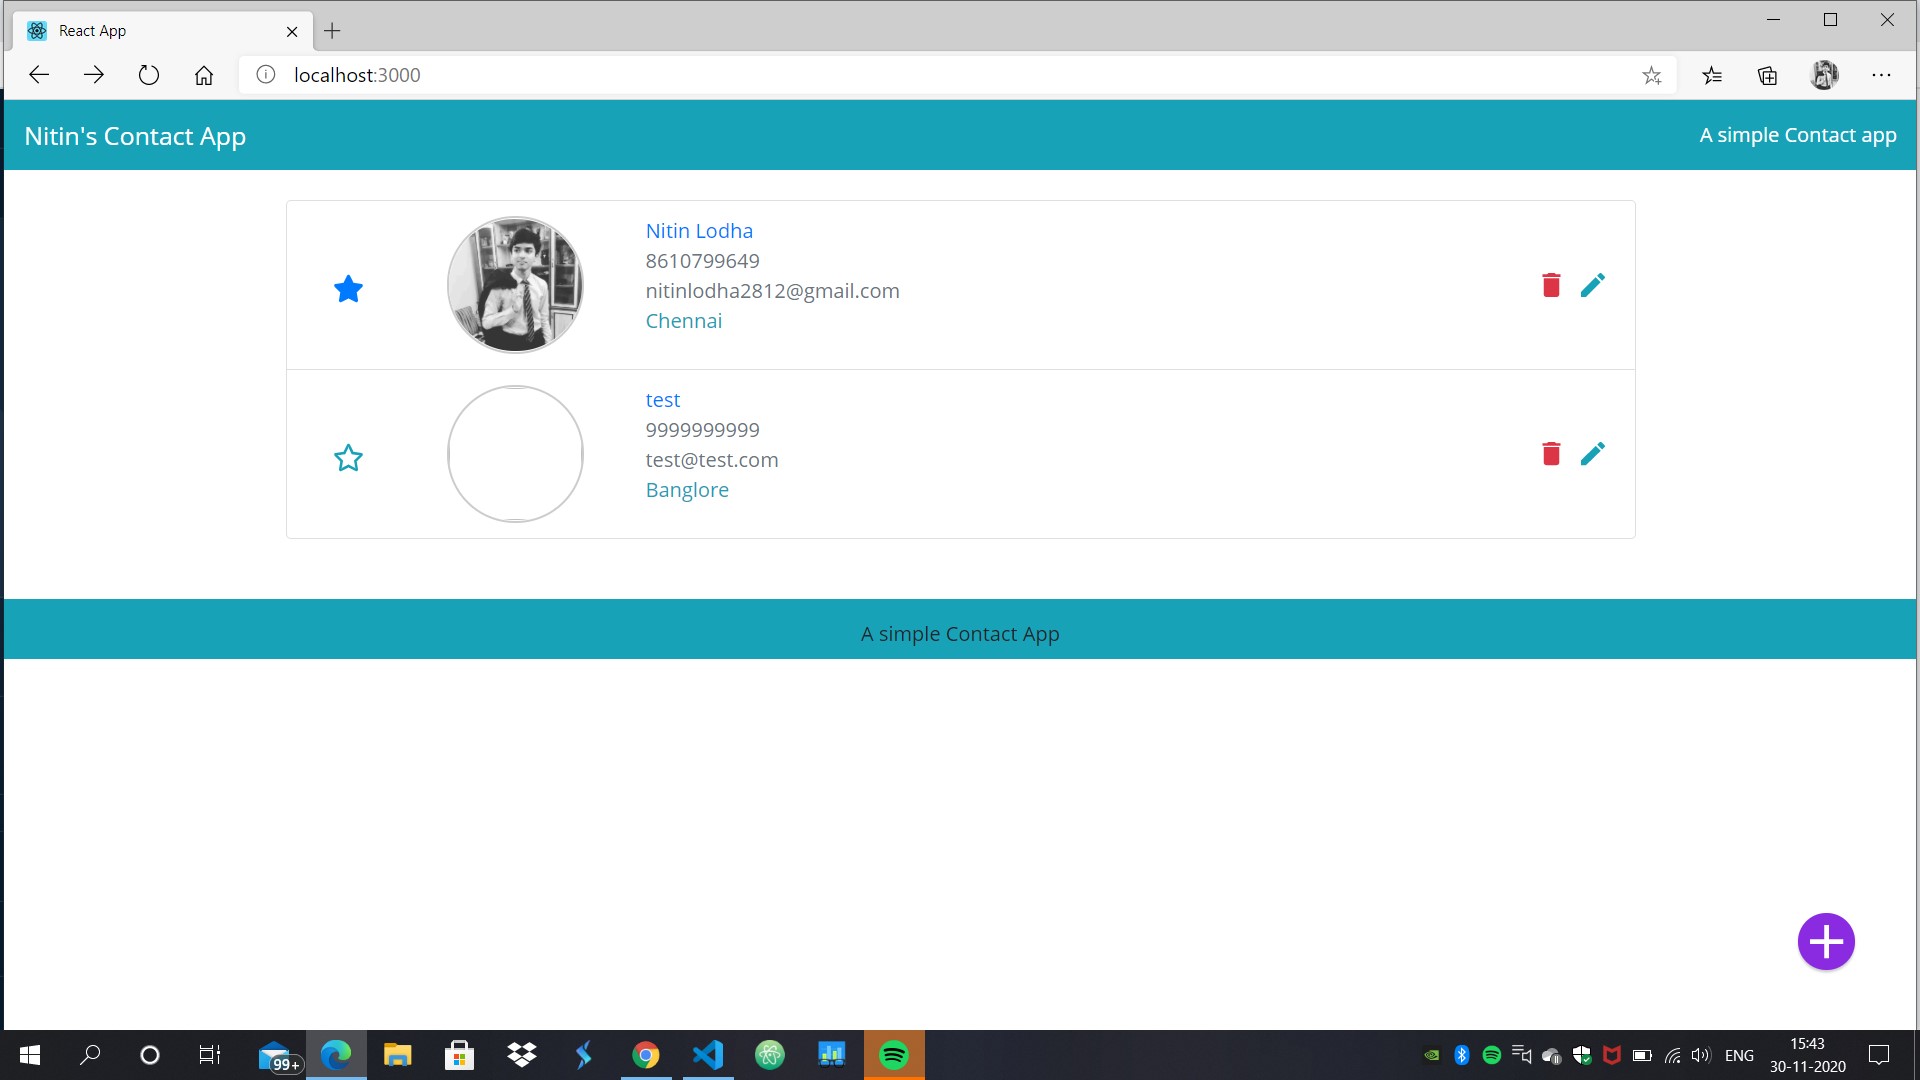 React App
localhost:3000
Nitin's Contact App
A simple Contact app
Nitin Lodha
8610799649
nitinlodha2812@gmail.com
Chennai
test
9999999999
test@test.com
Banglore
A simple Contact App
99+
ENG
15:43
30-11-2020